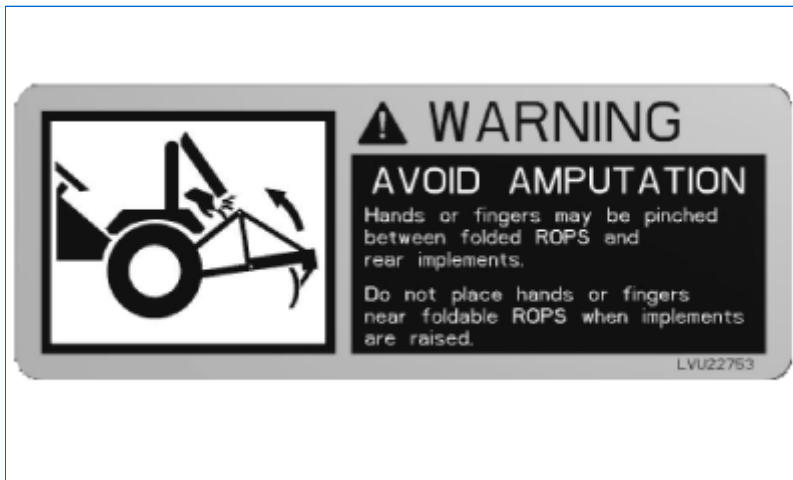 WARNING
AVOID AMPUTATION
Hands or fingers may be pinched
between folded ROPS and
rear implements.
Do not place hands or fingers
near foldable ROPS when implements
are raised.
LVU22753